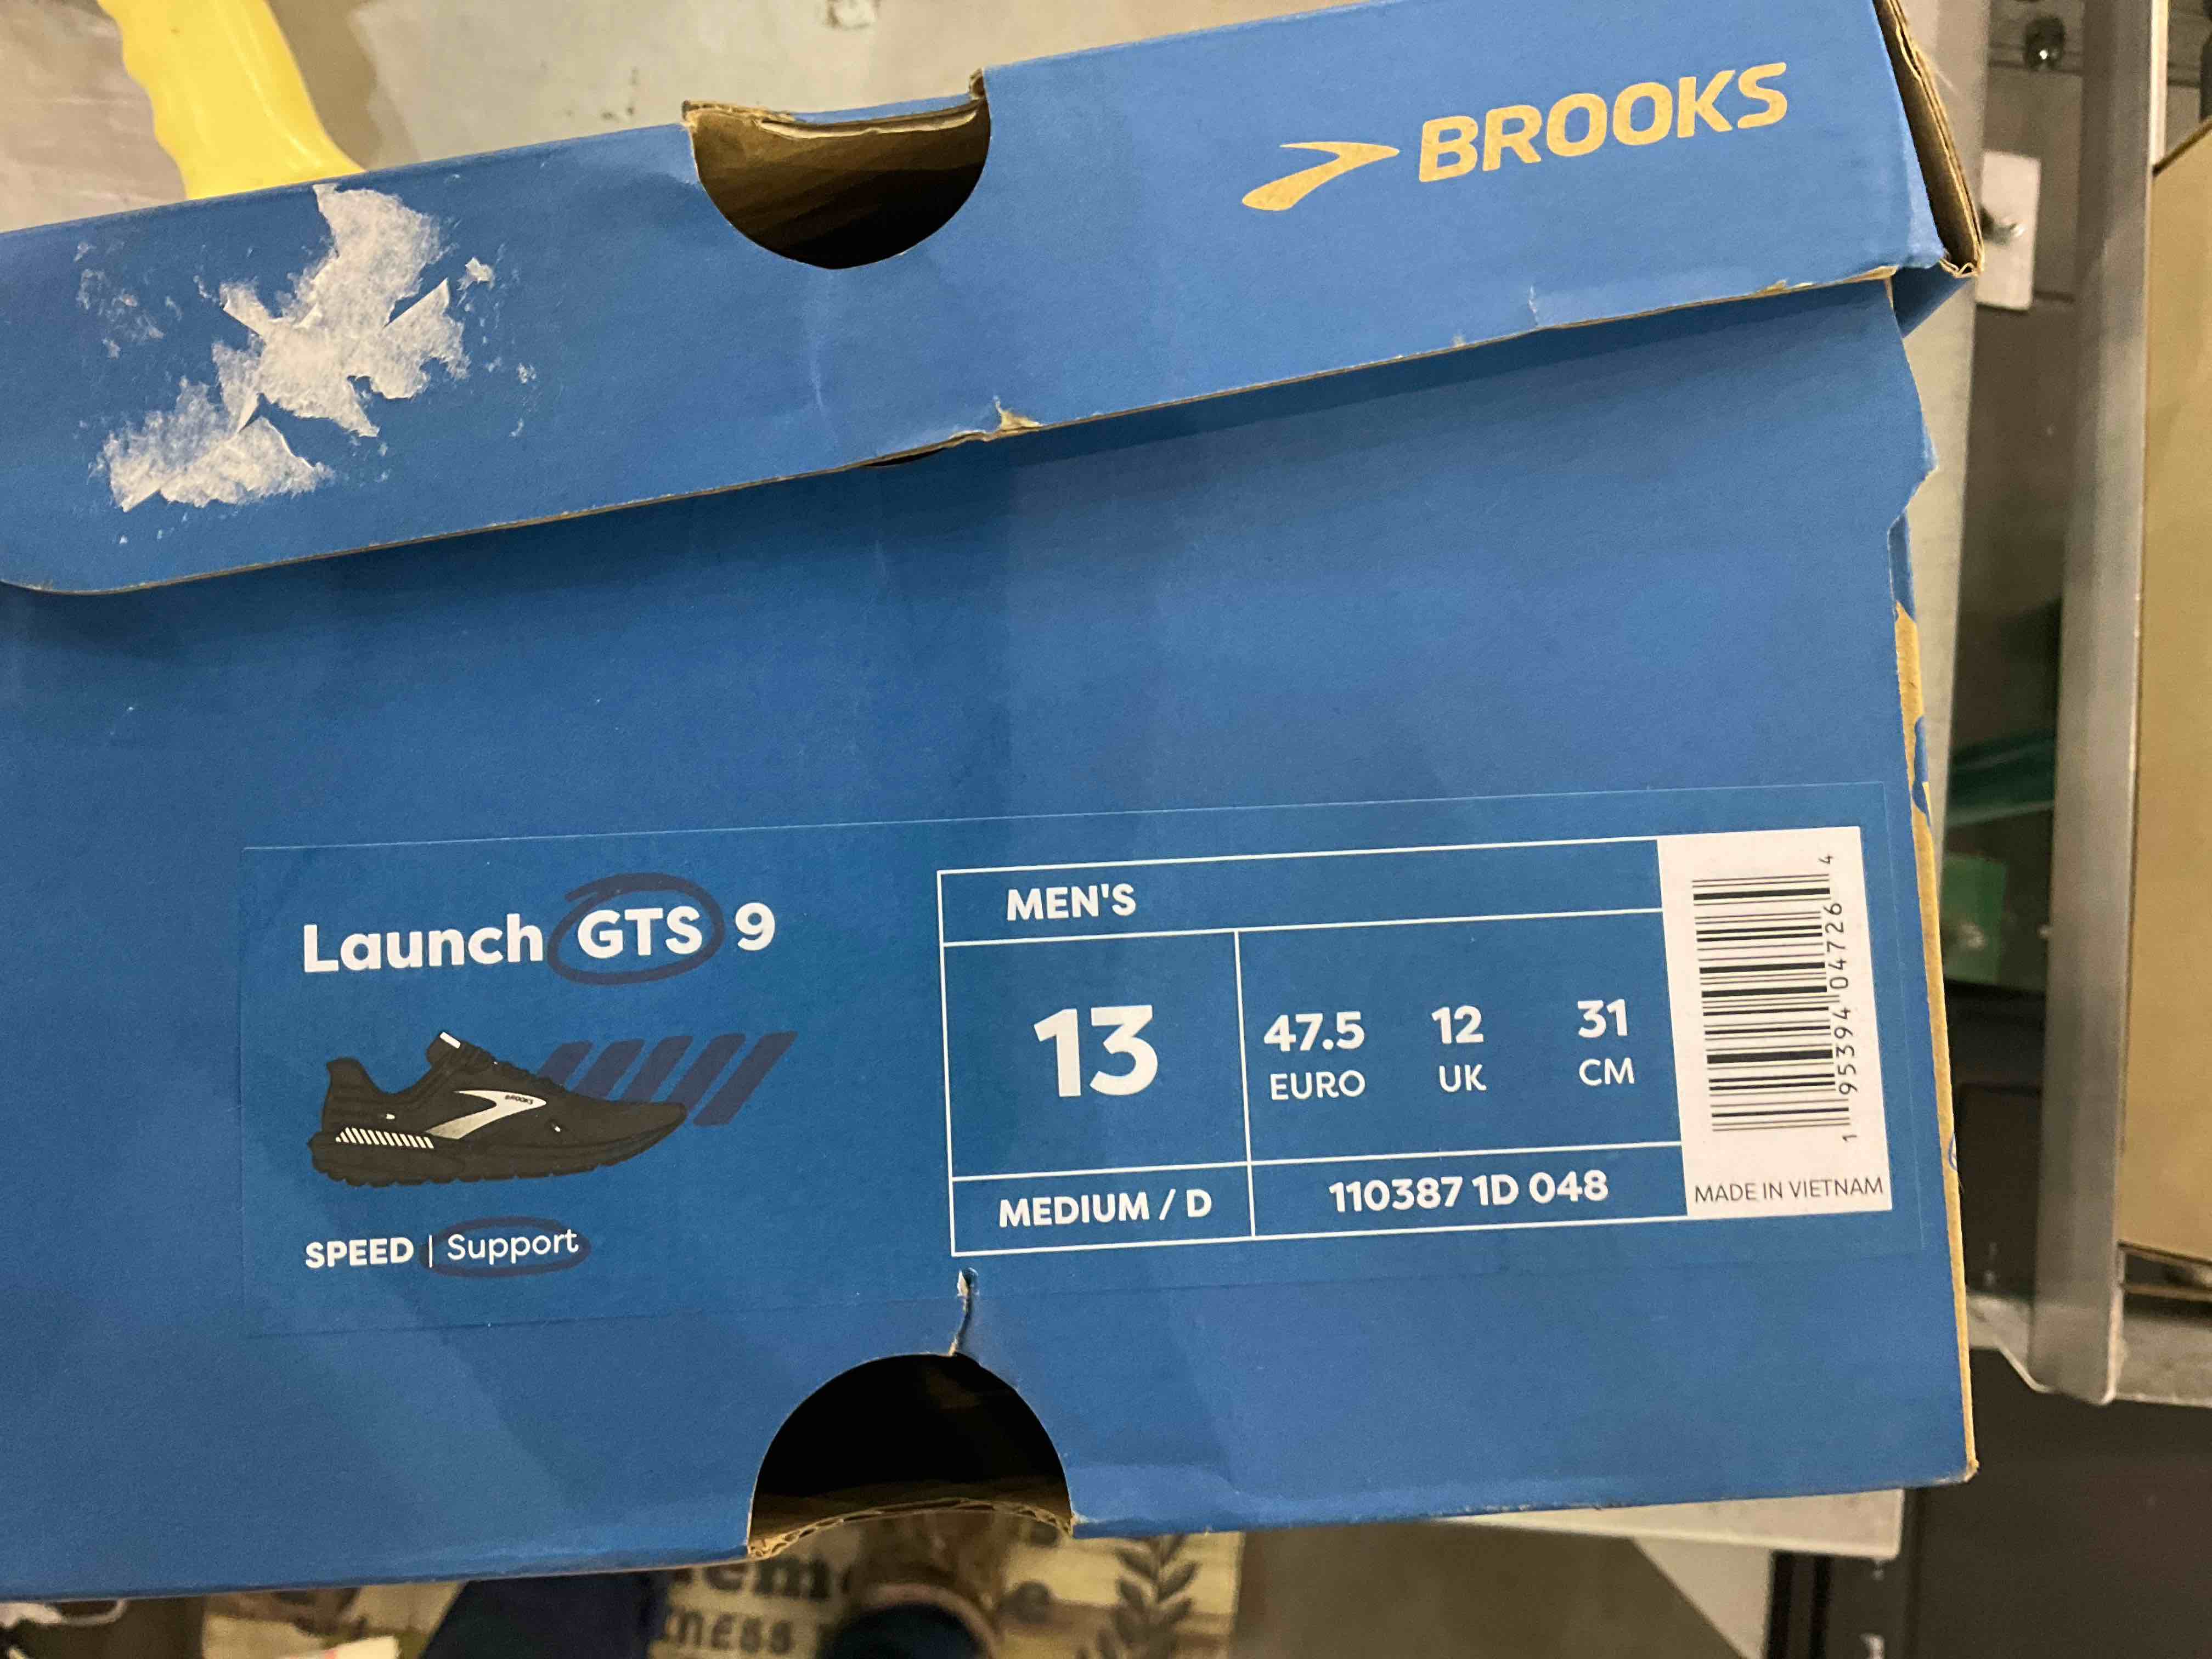 BROOKS
Launch GTS 9
BROOKS
SPEED | Support
MEN'S
13
47.5 12 31
EURO UK CM
MEDIUM / D
110387 1D 048
1 95394 04726 4
MADE IN VIETNAM